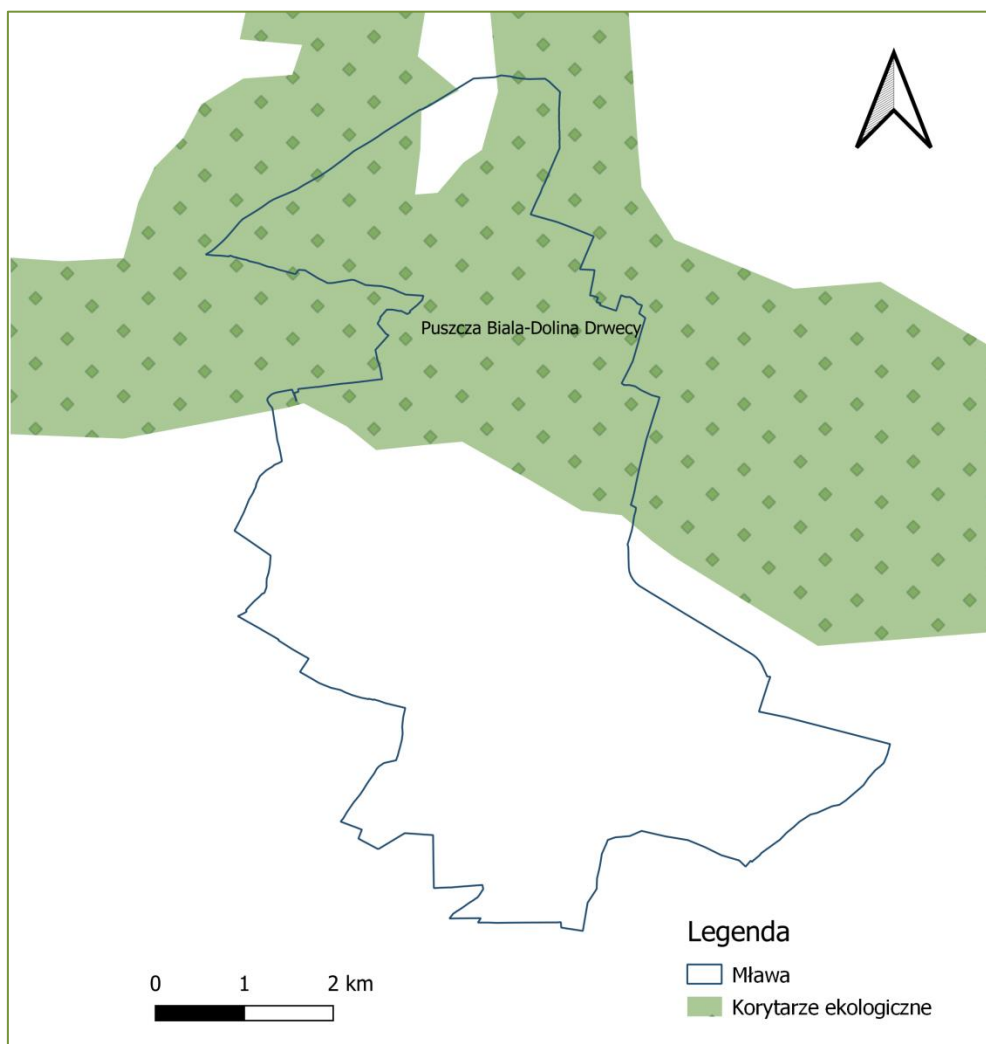 Puszcza Biala-Dolina Drwecy
Legenda
Mława
Korytarze ekologiczne
0 1 2 km